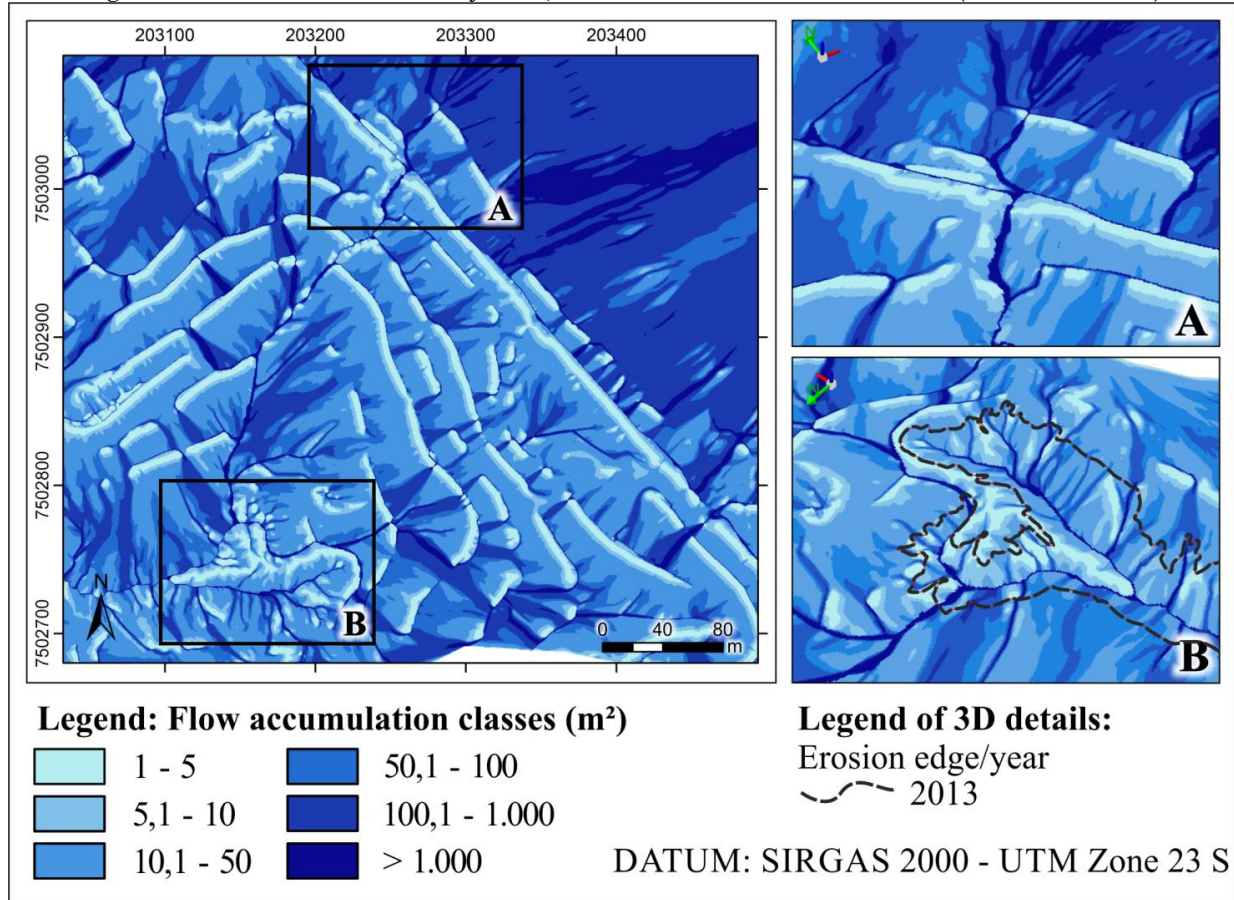 203100 203200 203300 203400
7503000
7502900
7502800
7502700
A
B
N
0 40 80
m
N
A
N
B
Legend: Flow accumulation classes (m²)
1 - 5
5,1 - 10
10,1 - 50
50,1 - 100
100,1 - 1.000
> 1.000
Legend of 3D details:
Erosion edge/year
2013
DATUM: SIRGAS 2000 - UTM Zone 23 S